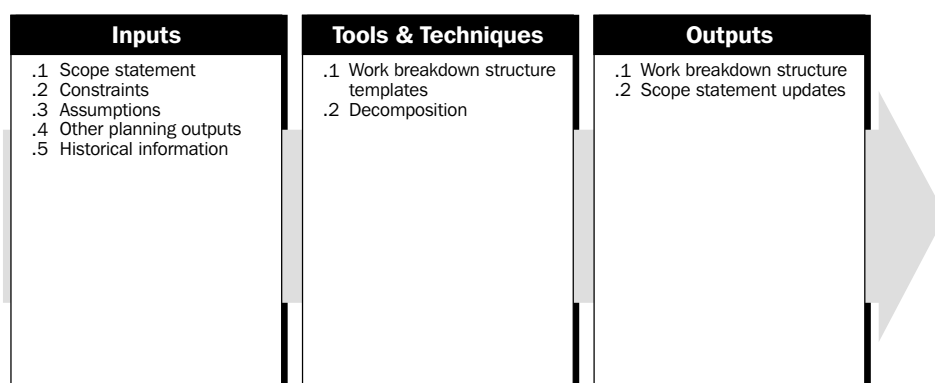 Inputs
.1 Scope statement
.2 Constraints
.3 Assumptions
.4 Other planning outputs
.5 Historical information
Tools & Techniques
.1 Work breakdown structure
templates
.2 Decomposition
Outputs
.1 Work breakdown structure
.2 Scope statement updates